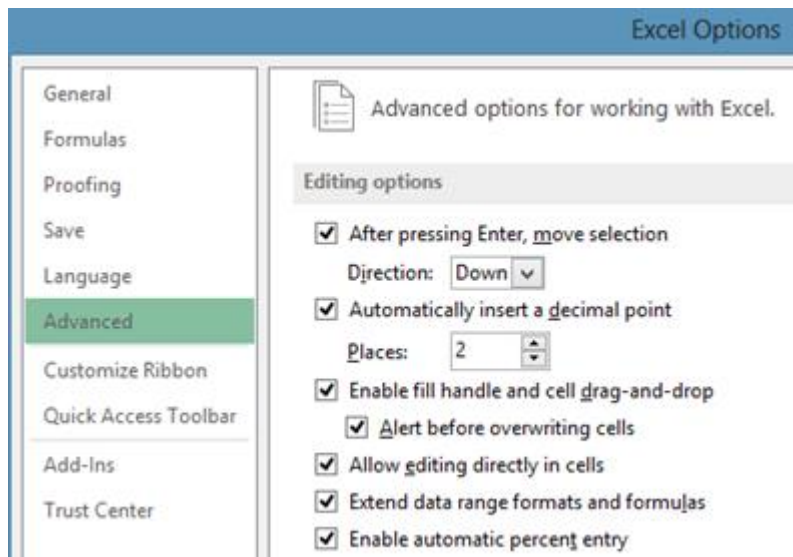 Excel Options
General
Formulas
Proofing
Save
Language
Advanced
Customize Ribbon
Quick Access Toolbar
Add-Ins
Trust Center
Advanced options for working with Excel.
Editing options
After pressing Enter, move selection
Direction: Down
Automatically insert a decimal point
Places: 2
Enable fill handle and cell drag-and-drop
Alert before overwriting cells
Allow editing directly in cells
Extend data range formats and formulas
Enable automatic percent entry